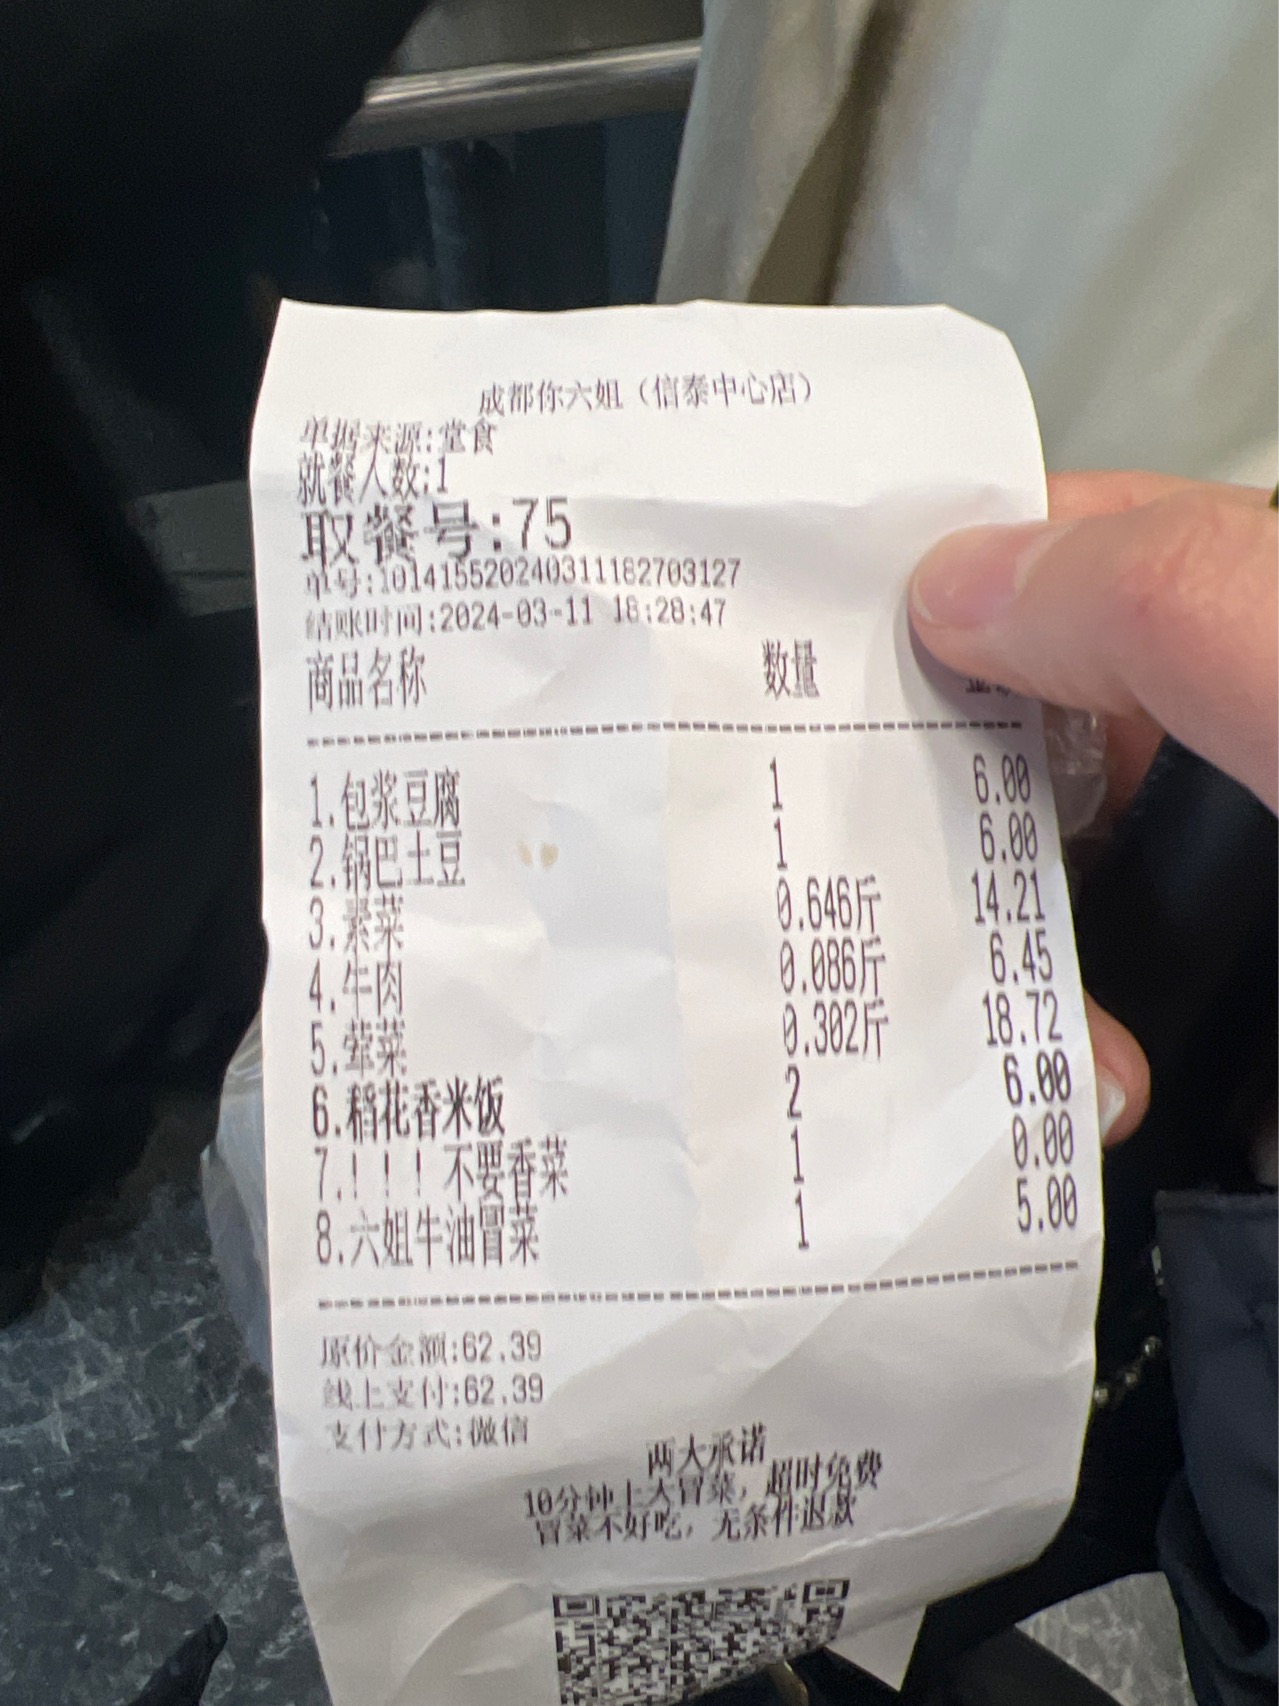 成都你六姐（信泰中心店）
单据来源:堂食
就餐人数:1
取餐号:75
单号:10141552024031118270３127
结账时间:2024-03-11 18:28:47
商品名称 数量
1.包浆豆腐 1 6.00
2.锅巴土豆 1 6.00
3.素菜 0.646斤 14.21
4.牛肉 0.086斤 6.45
5.荤菜 0.302斤 18.72
6.稻花香米饭 2 6.00
7.！！！不要香菜 1 0.00
8.六姐牛油冒菜 1 5.00
原价金额:62.39
线上支付:62.39
支付方式:微信
两大承诺
10分钟上大冒菜，超时免费
冒菜不好吃，无条件退款